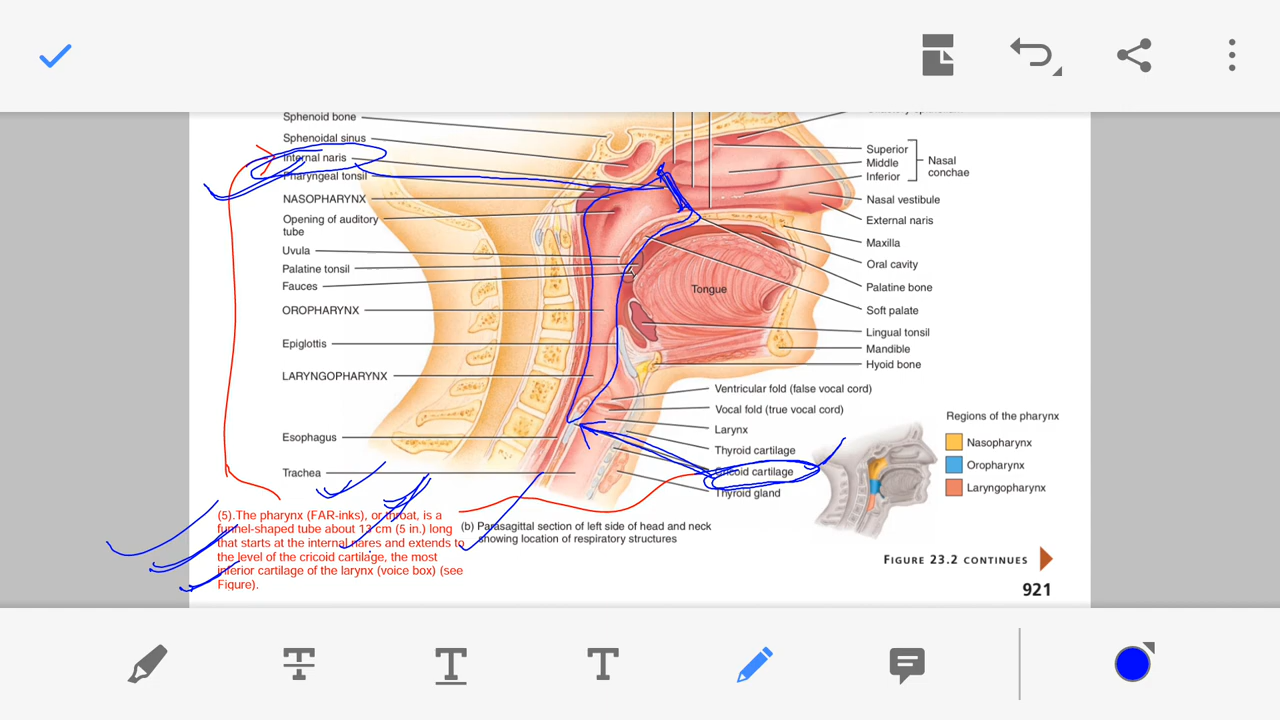 Sphenoid bone
Sphenoidal sinus
Internal naris
Pharyngeal tonsil
NASOPHARYNX
Opening of auditory
tube
Uvula
Palatine tonsil
Fauces
OROPHARYNX
Epiglottis
LARYNGOPHARYNX
Esophagus
Trachea
Tongue
Superior
Middle
Inferior
Nasal
conchae
Nasal vestibule
External naris
Maxilla
Oral cavity
Palatine bone
Soft palate
Lingual tonsil
Mandible
Hyoid bone
Ventricular fold (false vocal cord)
Vocal fold (true vocal cord)
Larynx
Thyroid cartilage
Cricoid cartilage
Thyroid gland
Regions of the pharynx
Nasopharynx
Oropharynx
Laryngopharynx
(5).The pharynx (FAR-inks), or throat, is a
funnel-shaped tube about 13 cm (5 in.) long
that starts at the internal nares and extends to
the level of the cricoid cartilage, the most
inferior cartilage of the larynx (voice box) (see
Figure).
(b) Parasagittal section of left side of head and neck
showing location of respiratory structures
FIGURE 23.2 CONTINUES
921
T
T
T